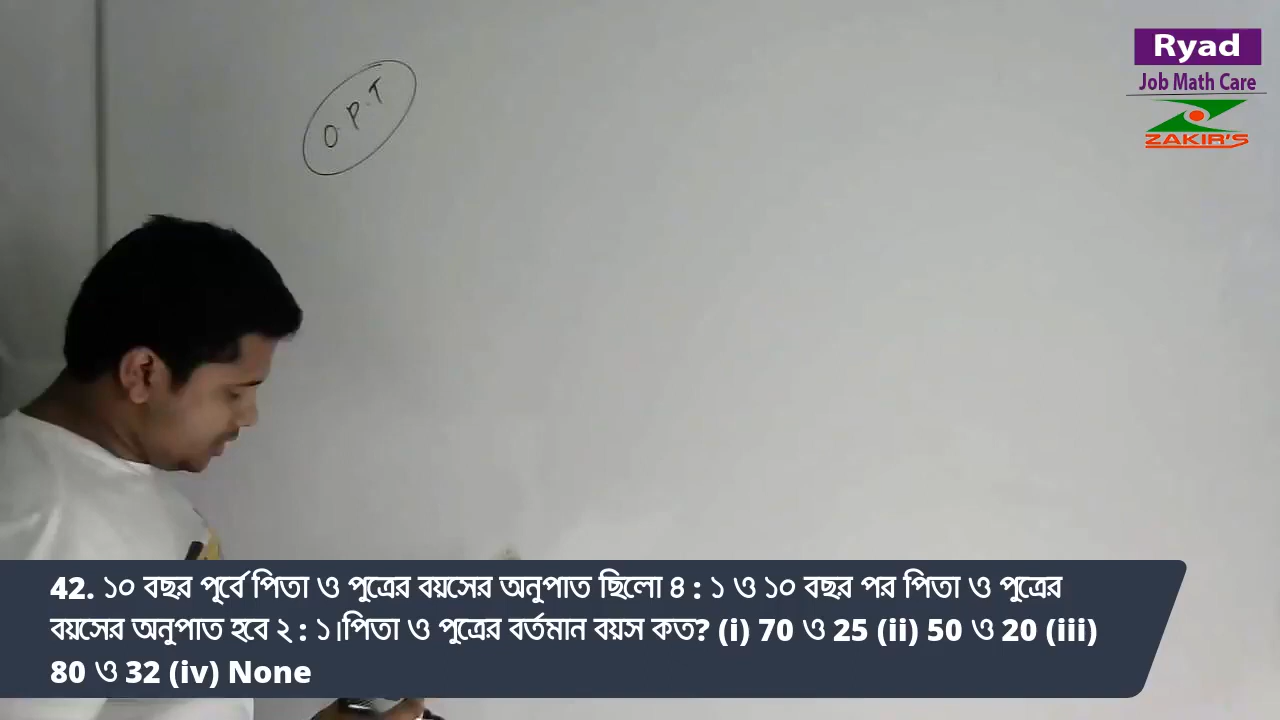 O.P.T
Ryad
Job Math Care
ZAKIR'S
42. ১০ বছর পূর্বে পিতা ও পুত্রের বয়সের অনুপাত ছিলো ৪ : ১ ও ১০ বছর পর পিতা ও পুত্রের
বয়সের অনুপাত হবে ২ : ১।পিতা ও পুত্রের বর্তমান বয়স কত? (i) 70 ও 25 (ii) 50 ও 20 (iii)
80 ও 32 (iv) None